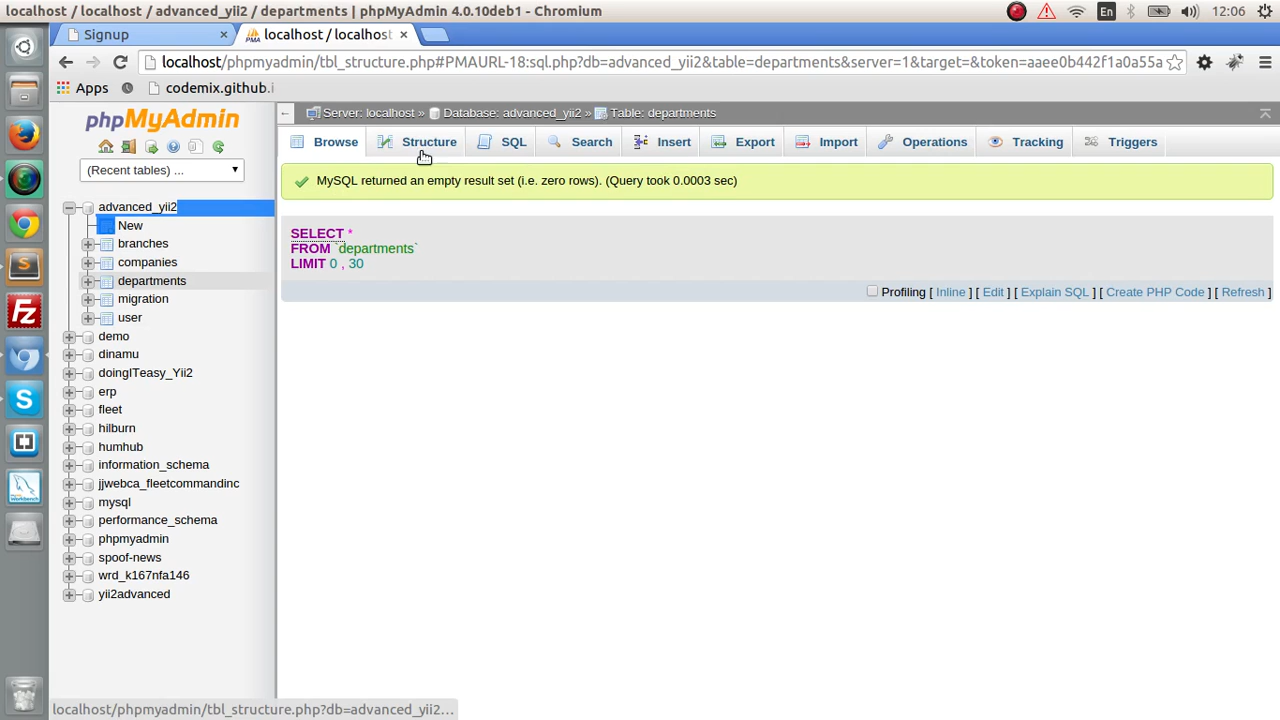 localhost / localhost / advanced_yii2 / departments | phpMyAdmin 4.0.10deb1 - Chromium
En
12:06
Signup ×
PMA localhost / localhos ×
localhost/phpmyadmin/tbl_structure.php#PMAURL-18:sql.php?db=advanced_yii2&table=departments&server=1&target=&token=aaee0b442f1a0a55a
Apps
codemix.github.i
phpMyAdmin
(Recent tables) ...
advanced_yii2
New
branches
companies
departments
migration
user
demo
dinamu
doingITeasy_Yii2
erp
fleet
hilburn
humhub
information_schema
jjwebca_fleetcommandinc
mysql
performance_schema
phpmyadmin
spoof-news
wrd_k167nfa146
yii2advanced
Server: localhost » Database: advanced_yii2 » Table: departments
Browse Structure SQL Search Insert Export Import Operations Tracking Triggers
MySQL returned an empty result set (i.e. zero rows). (Query took 0.0003 sec)
SELECT *
FROM `departments`
LIMIT 0 , 30
Profiling [ Inline ] [ Edit ] [ Explain SQL ] [ Create PHP Code ] [ Refresh ]
localhost/phpmyadmin/tbl_structure.php?db=advanced_yii2...